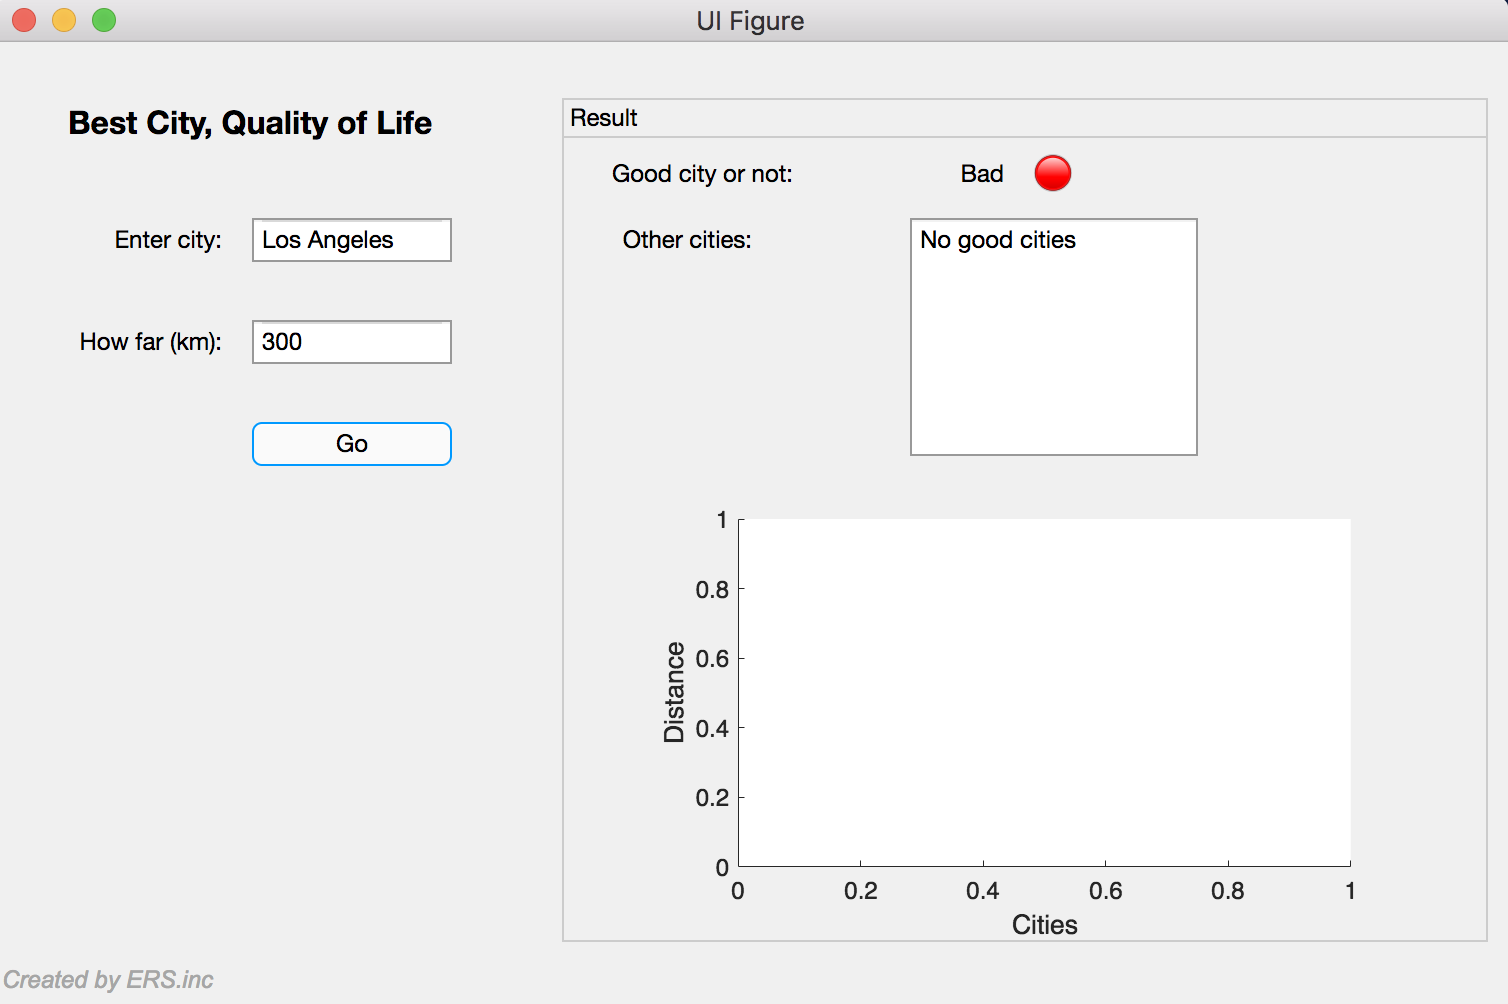 UI Figure
Best City, Quality of Life
Enter city: Los Angeles
How far (km): 300
Go
Result
Good city or not: Bad
Other cities: No good cities
1
0.8
0.6
0.4
0.2
0
Distance
0 0.2 0.4 0.6 0.8 1
Cities
Created by ERS.inc